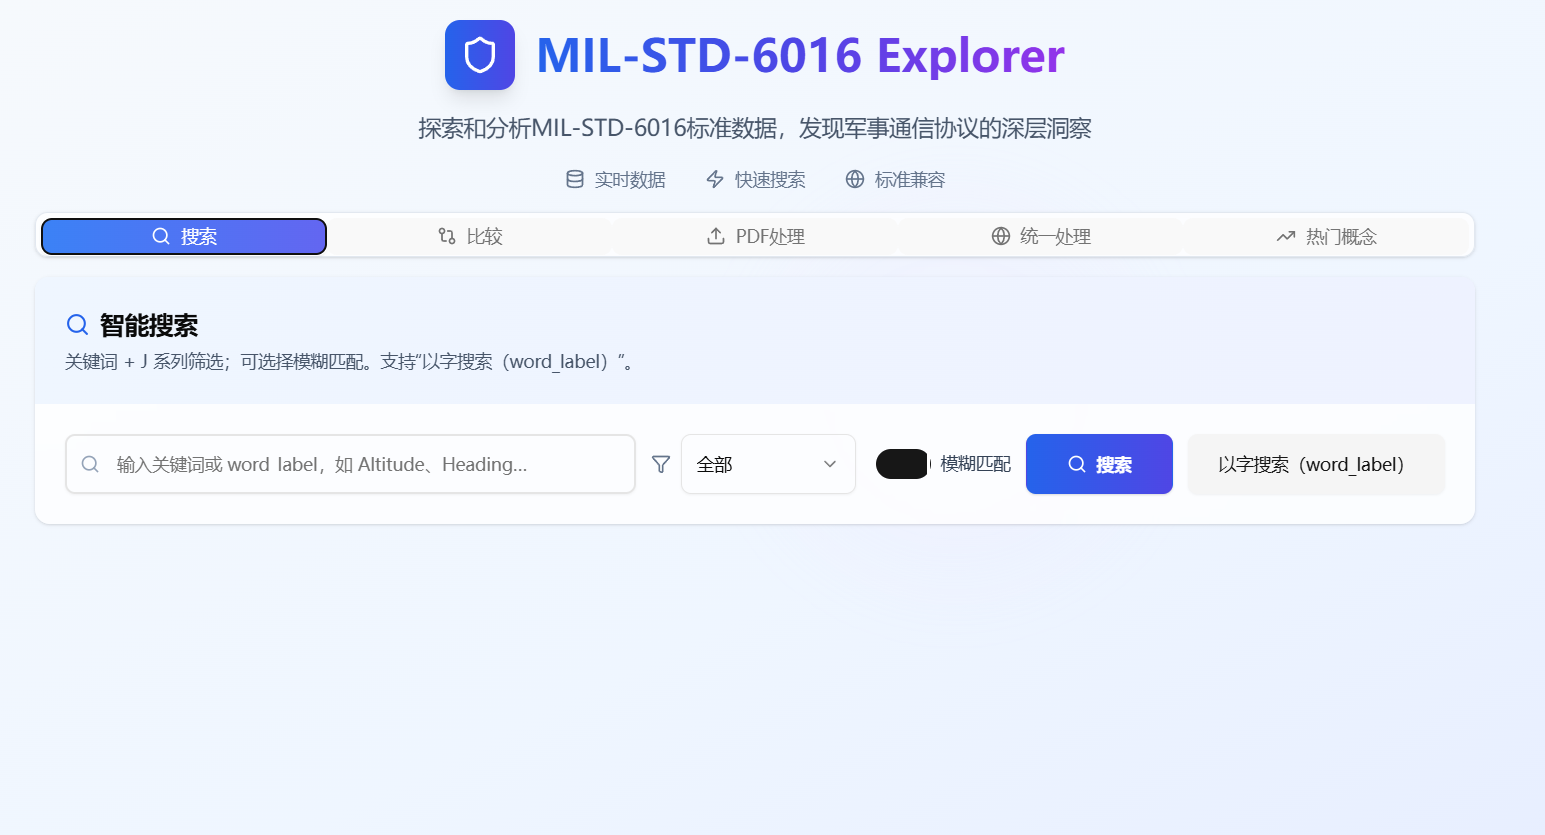 MIL-STD-6016 Explorer
探索和分析MIL-STD-6016标准数据，发现军事通信协议的深层洞察
实时数据 快速搜索 标准兼容
搜索 比较 PDF处理 统一处理 热门概念
智能搜索
关键词 + J 系列筛选；可选择模糊匹配。支持“以字搜索（word_label）”。
输入关键词或 word_label，如 Altitude、Heading... 全部 模糊匹配 搜索 以字搜索（word_label）